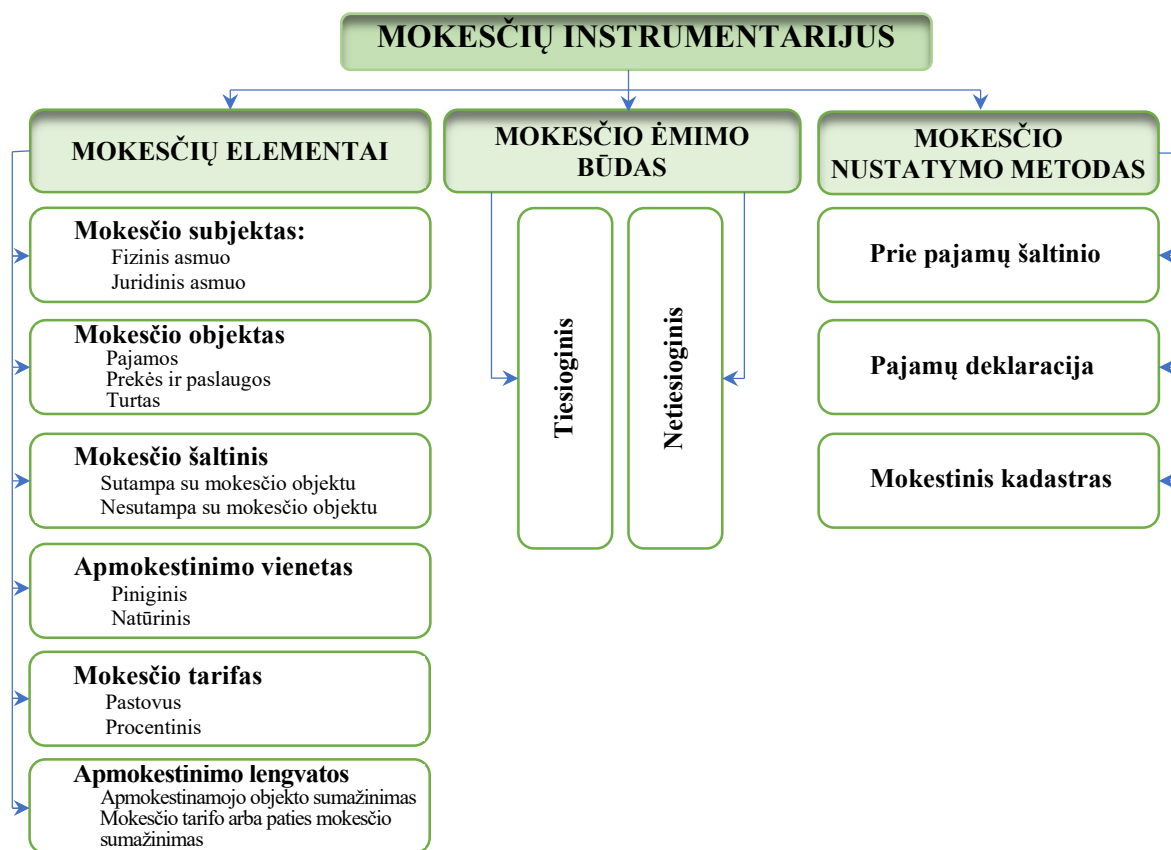 MOKESČIŲ INSTRUMENTARIJUS
MOKESČIŲ ELEMENTAI
Mokesčio subjektas:
Fizinis asmuo
Juridinis asmuo
Mokesčio objektas
Pajamos
Prekės ir paslaugos
Turtas
Mokesčio šaltinis
Sutampa su mokesčio objektu
Nesutampa su mokesčio objektu
Apmokestinimo vienetas
Piniginis
Natūrinis
Mokesčio tarifas
Pastovus
Procentinis
Apmokestinimo lengvatos
Apmokestinamojo objekto sumažinimas
Mokesčio tarifo arba paties mokesčio
sumažinimas
MOKESČIO ĖMIMO
BŪDAS
Tiesioginis
Netiesioginis
MOKESČIO
NUSTATYMO METODAS
Prie pajamų šaltinio
Pajamų deklaracija
Mokestinis kadastras